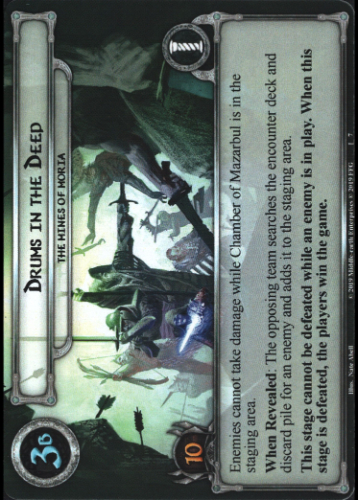 3B
DRUMS IN THE DEEP
THE MINES OF MORIA
10
Enemies cannot take damage while Chamber of Mazarbul is in the
staging area.
When Revealed: The opposing team searches the encounter deck and
discard pile for an enemy and adds it to the staging area.
This stage cannot be defeated while an enemy is in play. When this
stage is defeated, the players win the game.
Illus. Nate Abell © 2019 Middle-earth Enterprises © 2019 FFG